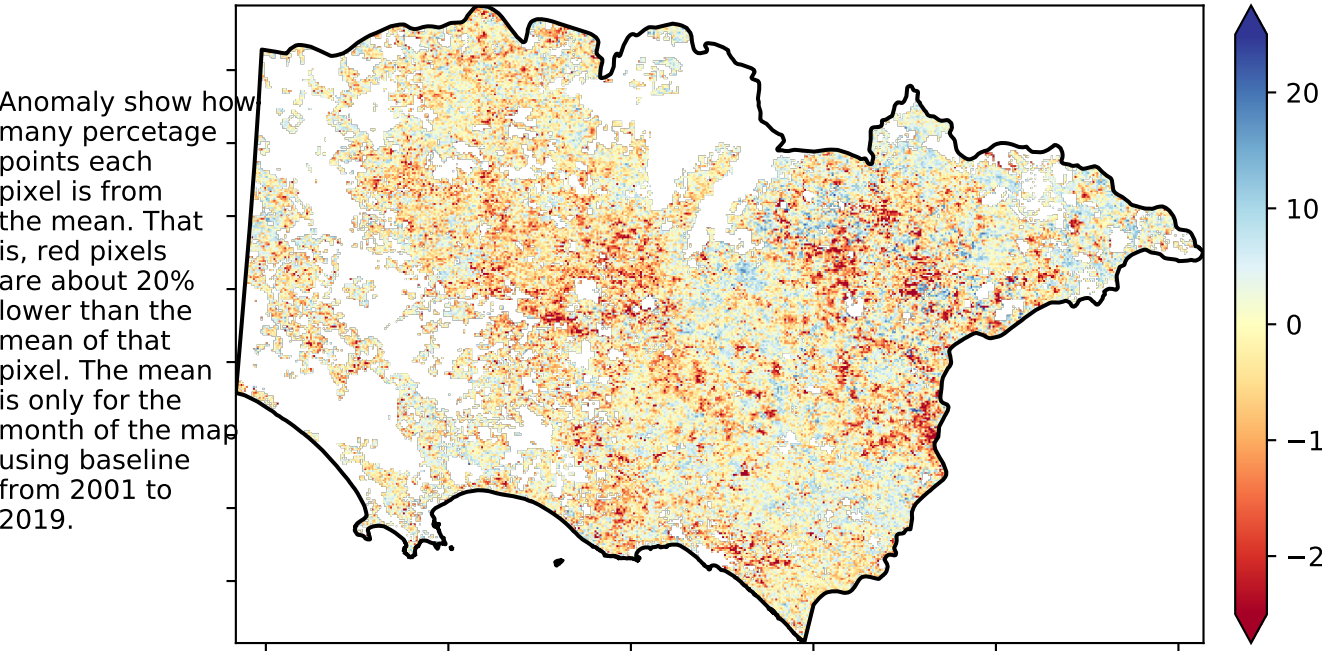 Anomaly show how
many percetage
points each
pixel is from
the mean. That
is, red pixels
are about 20%
lower than the
mean of that
pixel. The mean
is only for the
month of the map
using baseline
from 2001 to
2019.
20
10
0
−1
−2